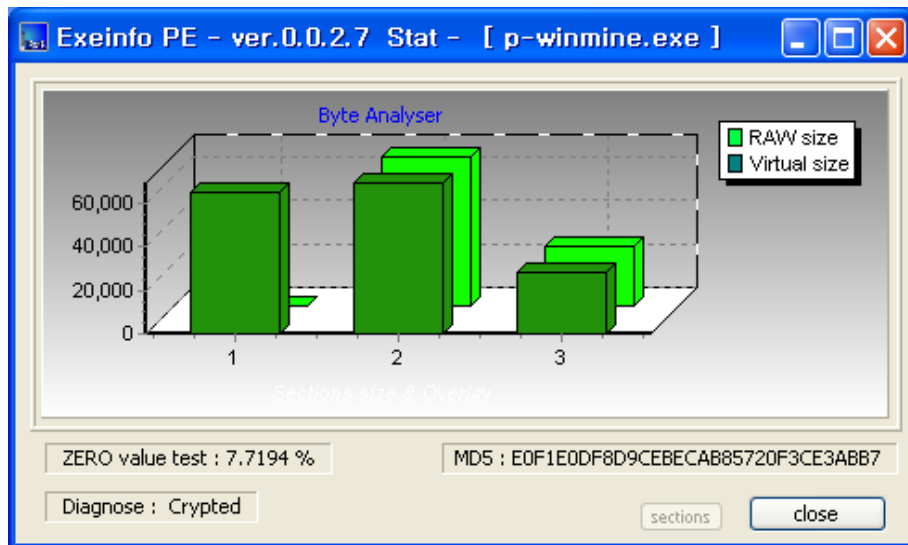 Exeinfo PE - ver.0.0.2.7 Stat - [ p-winmine.exe ]
Byte Analyser
RAW size
Virtual size
60,000
40,000
20,000
0
1 2 3
Sections size & Overlay
ZERO value test : 7.7194 %
MD5 : E0F1E0DF8D9CEBECAB85720F3CE3ABB7
Diagnose : Crypted
sections
close